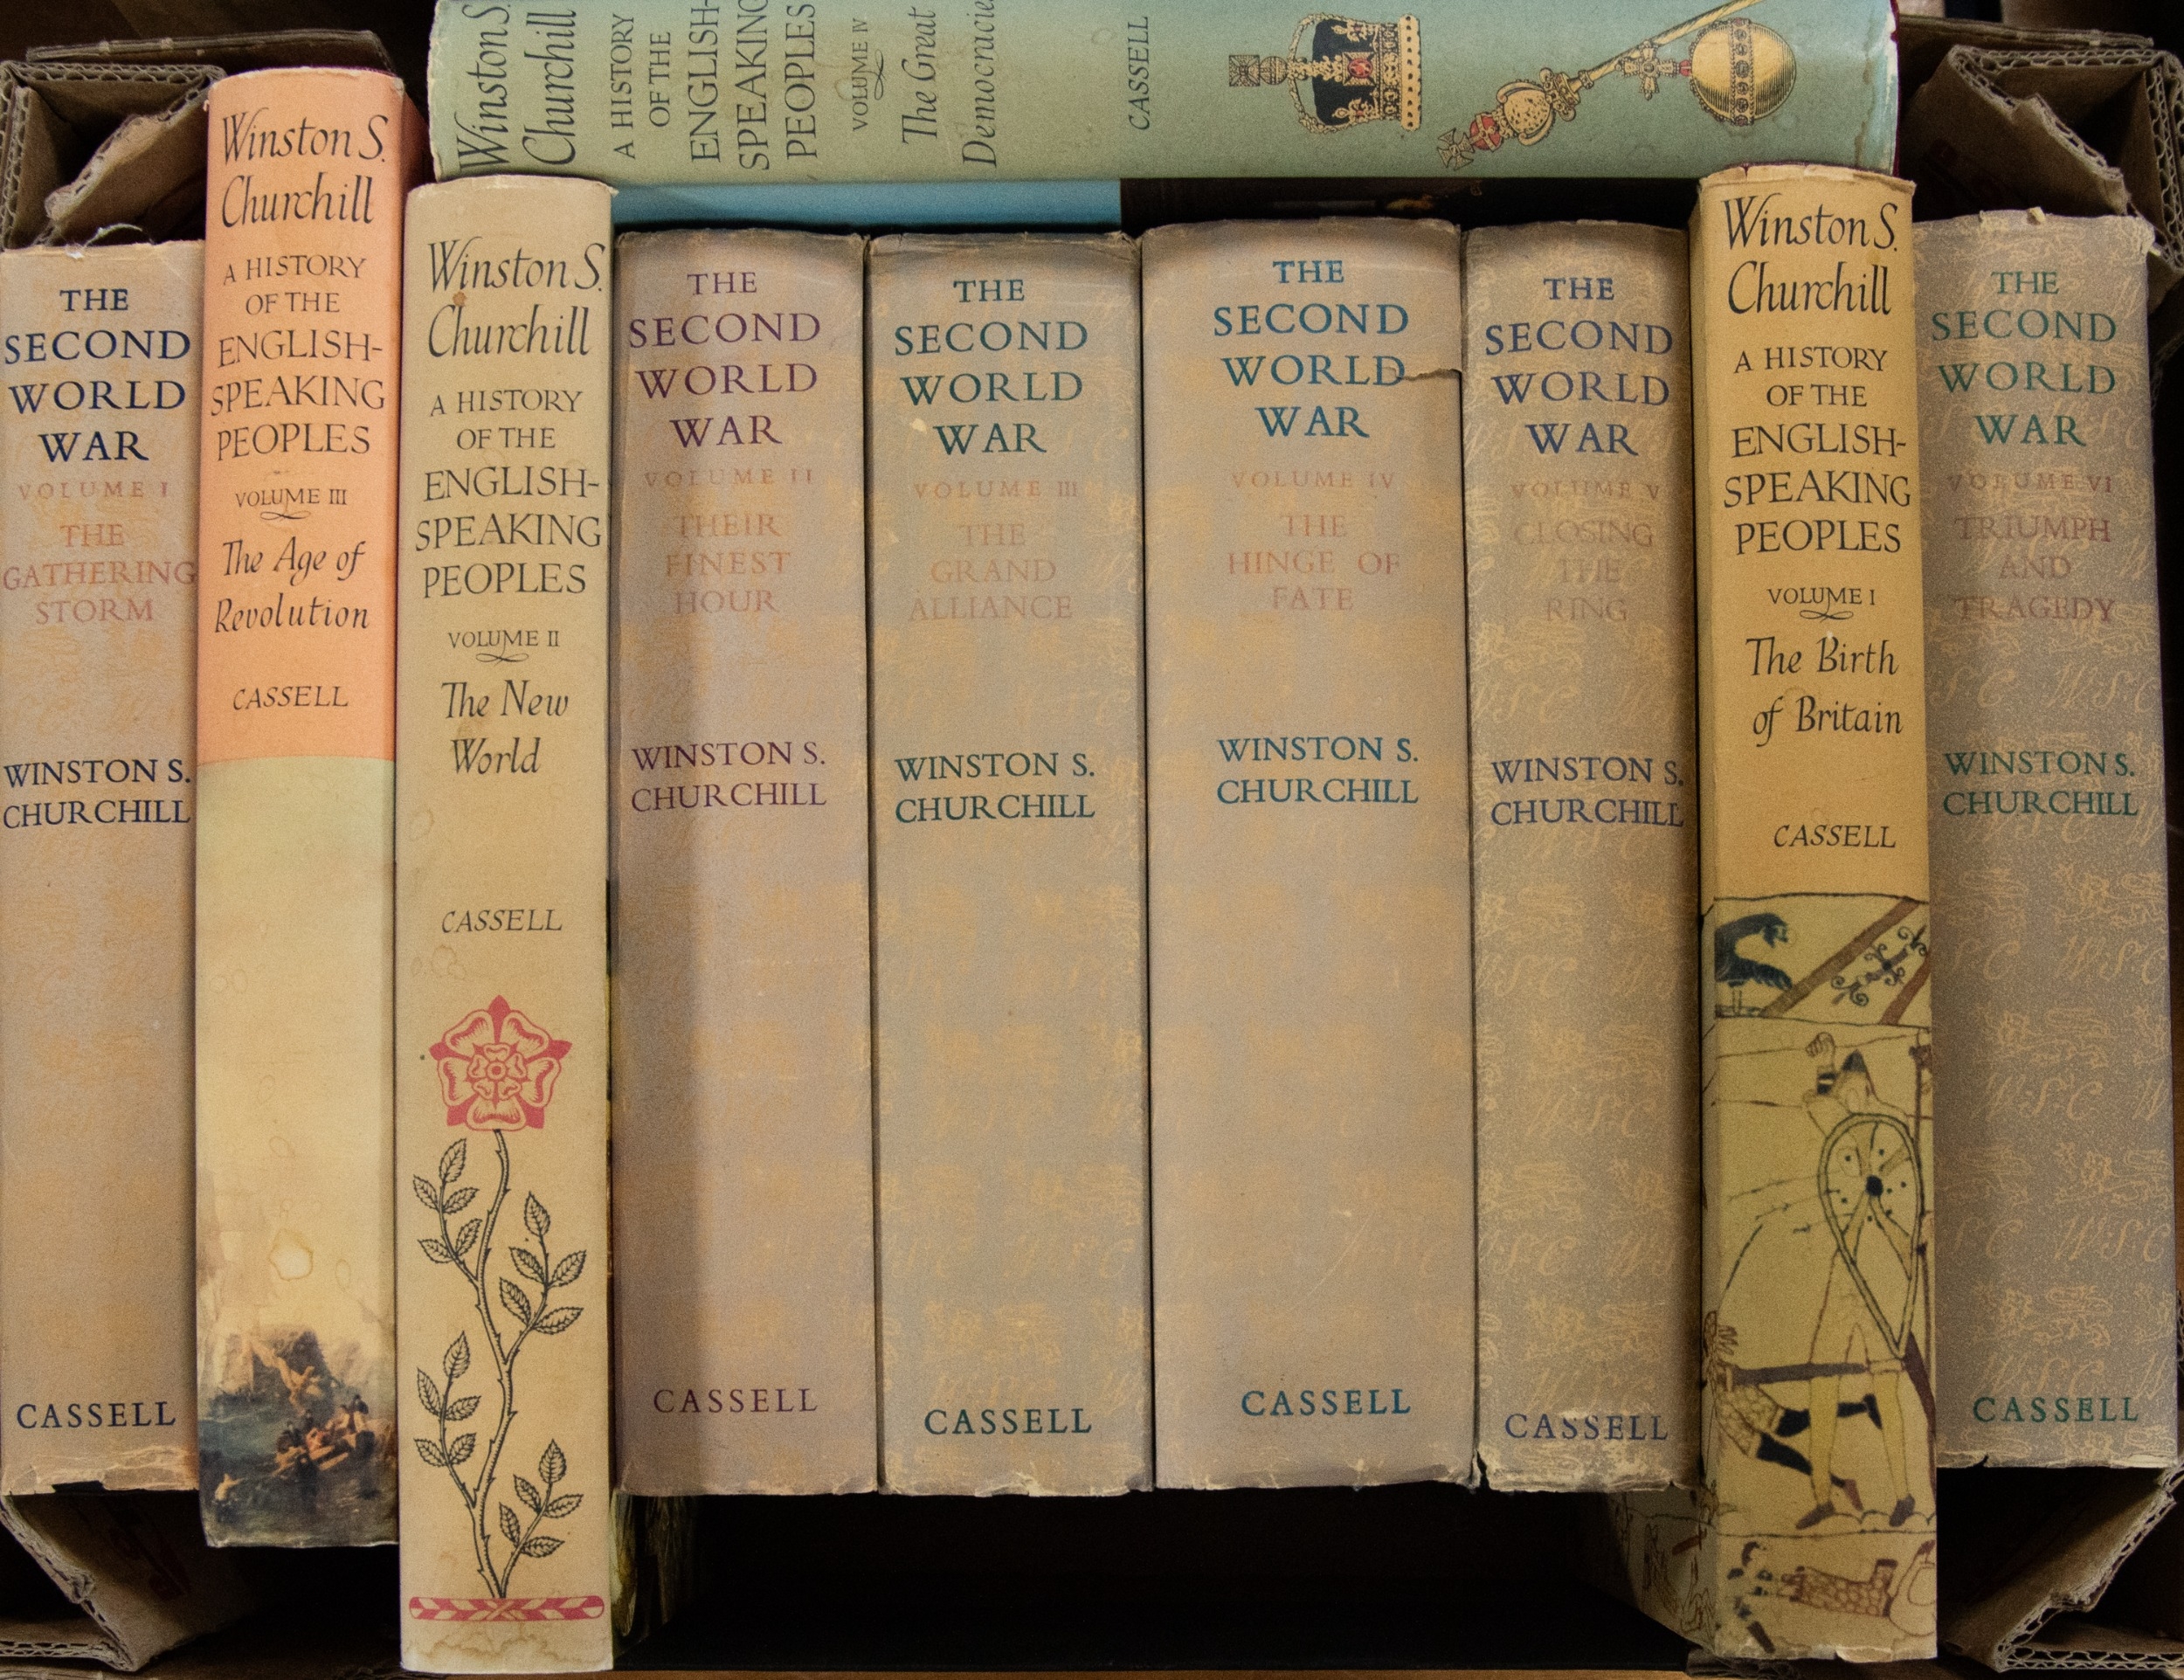 Winston S.
Churchill
A HISTORY
OF THE
ENGLISH-
SPEAKING
PEOPLES
VOLUME IV
The Great
Democracies
CASSELL
THE
SECOND
WORLD
WAR
VOLUME I
THE
GATHERING
STORM
WINSTON S.
CHURCHILL
CASSELL
Winston S.
Churchill
A HISTORY
OF THE
ENGLISH-
SPEAKING
PEOPLES
VOLUME III
The Age of
Revolution
CASSELL
Winston S.
Churchill
A HISTORY
OF THE
ENGLISH-
SPEAKING
PEOPLES
VOLUME II
The New
World
CASSELL
THE
SECOND
WORLD
WAR
VOLUME II
THEIR
FINEST
HOUR
WINSTON S.
CHURCHILL
CASSELL
THE
SECOND
WORLD
WAR
VOLUME III
THE
GRAND
ALLIANCE
WINSTON S.
CHURCHILL
CASSELL
THE
SECOND
WORLD
WAR
VOLUME IV
THE
HINGE OF
FATE
WINSTON S.
CHURCHILL
CASSELL
THE
SECOND
WORLD
WAR
VOLUME V
CLOSING
THE
RING
WINSTON S.
CHURCHILL
CASSELL
Winston S.
Churchill
A HISTORY
OF THE
ENGLISH-
SPEAKING
PEOPLES
VOLUME I
The Birth
of Britain
CASSELL
THE
SECOND
WORLD
WAR
VOLUME VI
TRIUMPH
AND
TRAGEDY
WINSTON S.
CHURCHILL
CASSELL